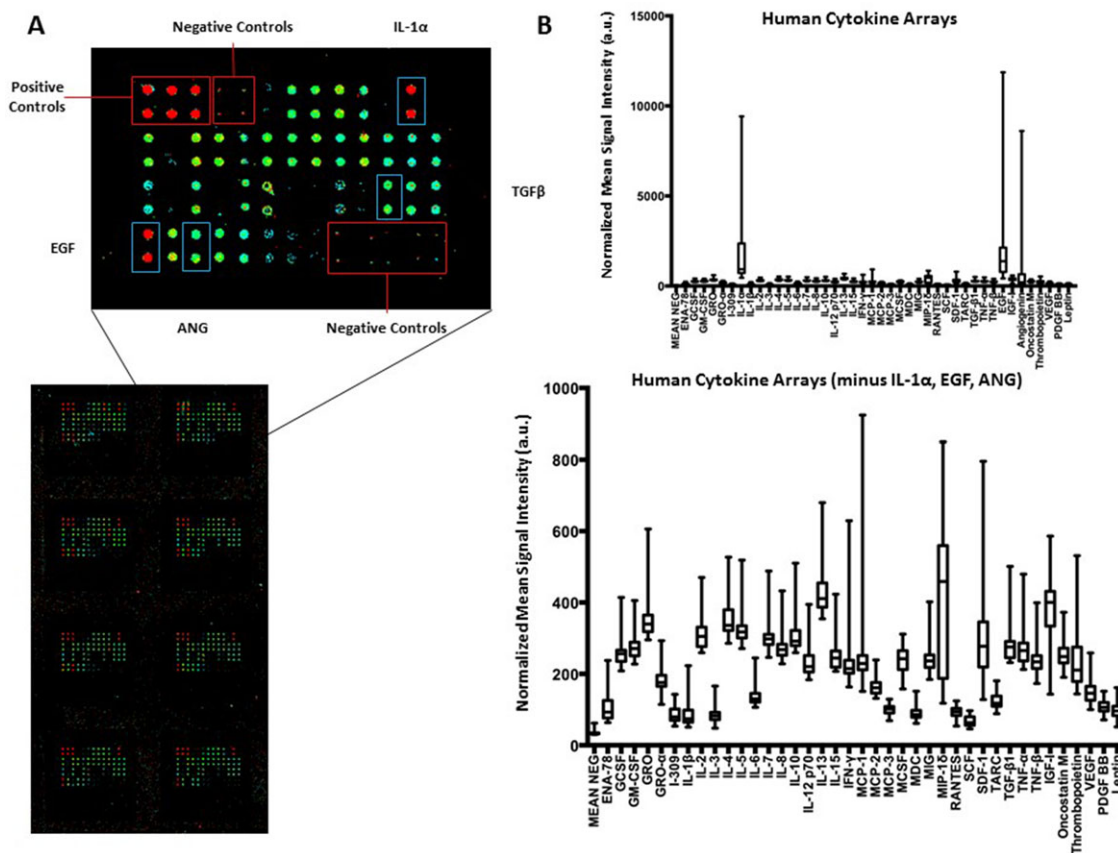 A
Negative Controls
IL-1α
Positive
Controls
TGFβ
EGF
ANG
Negative Controls
B
Human Cytokine Arrays
Normalized Mean Signal Intensity (a.u.)
15000
10000
5000
0
MEAN NEG
ENA-78
GCSF
GM-CSF
GRO
GRO-α
I-309
IL-1α
IL-1β
IL-2
IL-3
IL-4
IL-5
IL-6
IL-7
IL-8
IL-10
IL-12 p70
IL-13
IL-15
IFN-γ
MCP-1
MCP-2
MCP-3
MCSF
MDC
MIG
MIP-1δ
RANTES
SCF
SDF-1
TARC
TGF-β1
TNF-α
TNF-β
EGF
IGF-I
Angiogenin
Oncostatin M
Thrombopoietin
VEGF
PDGF BB
Leptin
Human Cytokine Arrays (minus IL-1α, EGF, ANG)
Normalized Mean Signal Intensity (a.u.)
1000
800
600
400
200
0
MEAN NEG
ENA-78
GCSF
GM-CSF
GRO
GRO-α
I-309
IL-1β
IL-2
IL-3
IL-4
IL-5
IL-6
IL-7
IL-8
IL-10
IL-12 p70
IL-13
IL-15
IFN-γ
MCP-1
MCP-2
MCP-3
MCSF
MDC
MIG
MIP-1δ
RANTES
SCF
SDF-1
TARC
TGF-β1
TNF-α
TNF-β
IGF-I
Oncostatin M
Thrombopoietin
VEGF
PDGF BB
Leptin